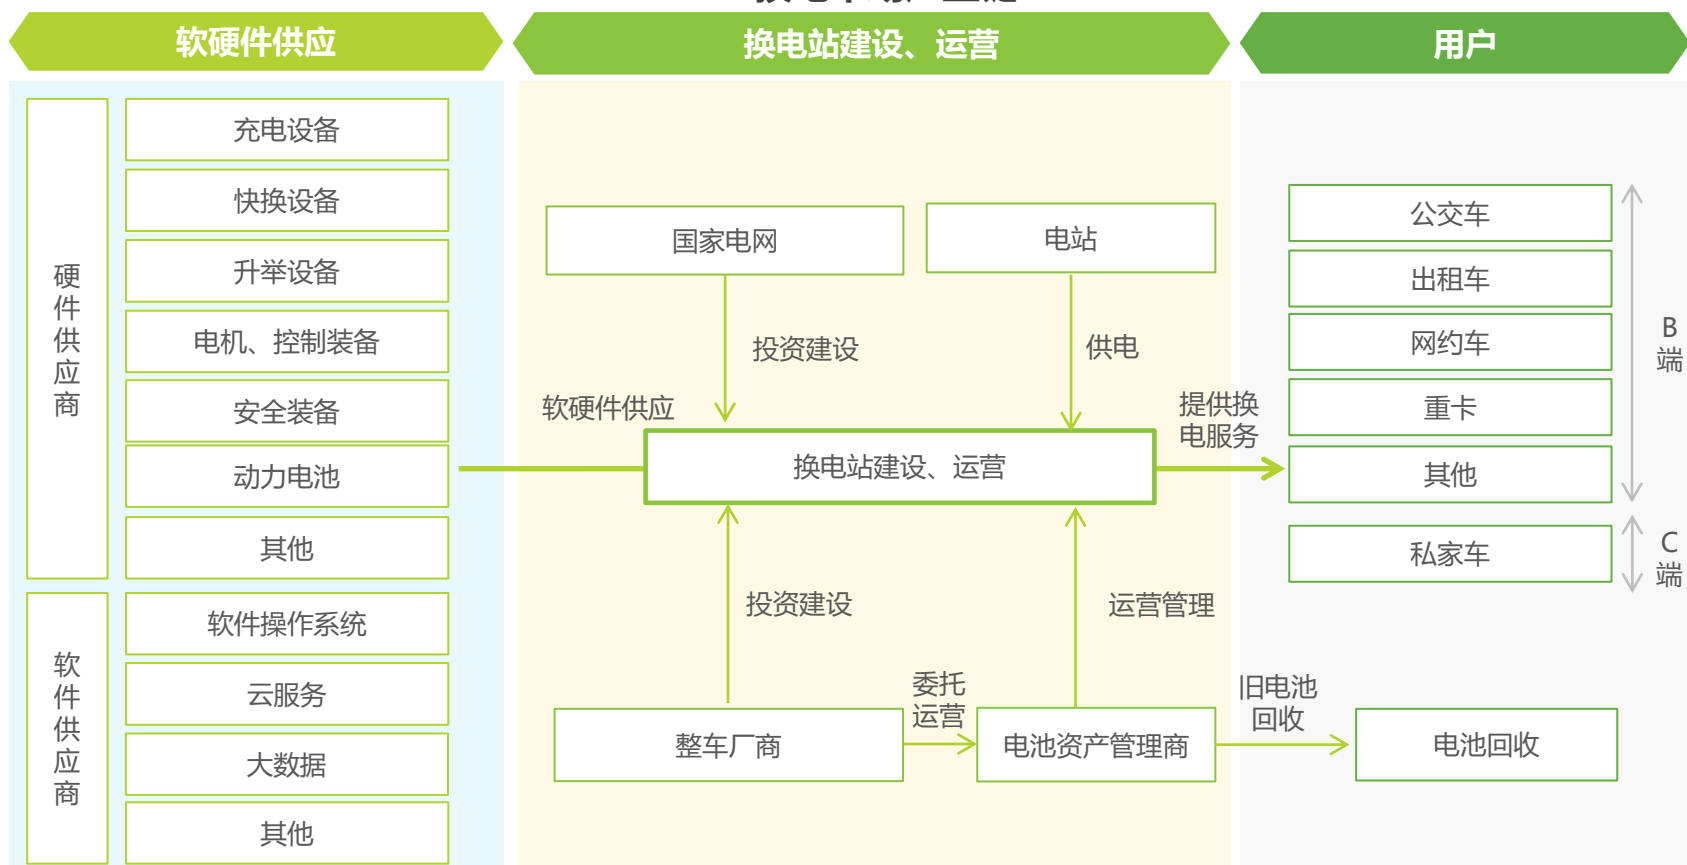 软硬件供应
换电站建设、运营
用户
硬件供应商
充电设备
快换设备
升举设备
电机、控制装备
安全装备
动力电池
其他
软件供应商
软件操作系统
云服务
大数据
其他
国家电网
电站
投资建设
供电
软硬件供应
换电站建设、运营
提供换
电服务
投资建设
运营管理
整车厂商
委托
运营
电池资产管理商
旧电池
回收
公交车
出租车
网约车
重卡
其他
B端
私家车
C端
电池回收